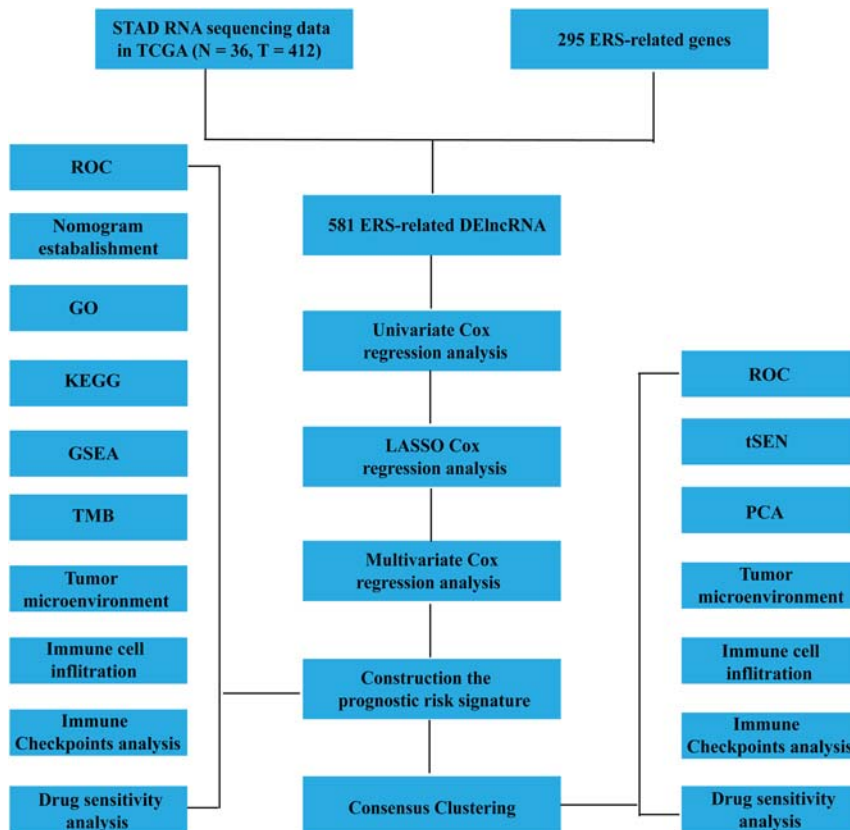 STAD RNA sequencing data
in TCGA (N = 36, T = 412)
295 ERS-related genes
581 ERS-related DElncRNA
Univariate Cox
regression analysis
LASSO Cox
regression analysis
Multivariate Cox
regression analysis
Construction the
prognostic risk signature
Consensus Clustering
ROC
Nomogram
estabalishment
GO
KEGG
GSEA
TMB
Tumor
microenvironment
Immune cell
inflitration
Immune
Checkpoints analysis
Drug sensitivity
analysis
ROC
tSEN
PCA
Tumor
microenvironment
Immune cell
inflitration
Immune
Checkpoints analysis
Drug sensitivity
analysis